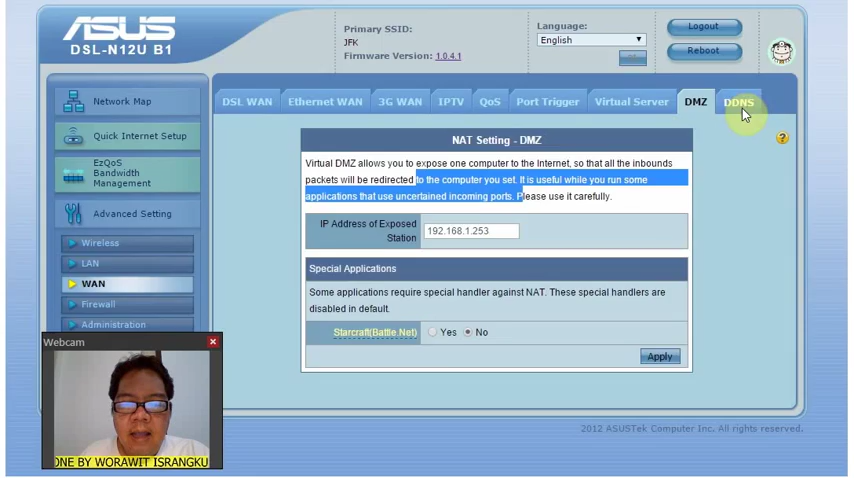 ASUS
DSL-N12U B1
Primary SSID:
JFK
Firmware Version: 1.0.4.1
Language:
English
Logout
Reboot
Network Map
Quick Internet Setup
EzQoS
Bandwidth
Management
Advanced Setting
Wireless
LAN
WAN
Firewall
Administration
DSL WAN
Ethernet WAN
3G WAN
IPTV
QoS
Port Trigger
Virtual Server
DMZ
DDNS
NAT Setting - DMZ
Virtual DMZ allows you to expose one computer to the Internet, so that all the inbounds
packets will be redirected to the computer you set. It is useful while you run some
applications that use uncertained incoming ports. Please use it carefully.
IP Address of Exposed
Station
192.168.1.253
Special Applications
Some applications require special handler against NAT. These special handlers are
disabled in default.
Starcraft(Battle.Net)
Yes
No
Apply
2012 ASUSTek Computer Inc. All rights reserved.
Webcam
ONE BY WORAWIT ISRANGKU